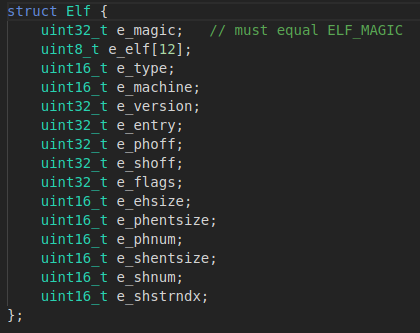 struct Elf {
    uint32_t e_magic;   // must equal ELF_MAGIC
    uint8_t e_elf[12];
    uint16_t e_type;
    uint16_t e_machine;
    uint32_t e_version;
    uint32_t e_entry;
    uint32_t e_phoff;
    uint32_t e_shoff;
    uint32_t e_flags;
    uint16_t e_ehsize;
    uint16_t e_phentsize;
    uint16_t e_phnum;
    uint16_t e_shentsize;
    uint16_t e_shnum;
    uint16_t e_shstrndx;
};